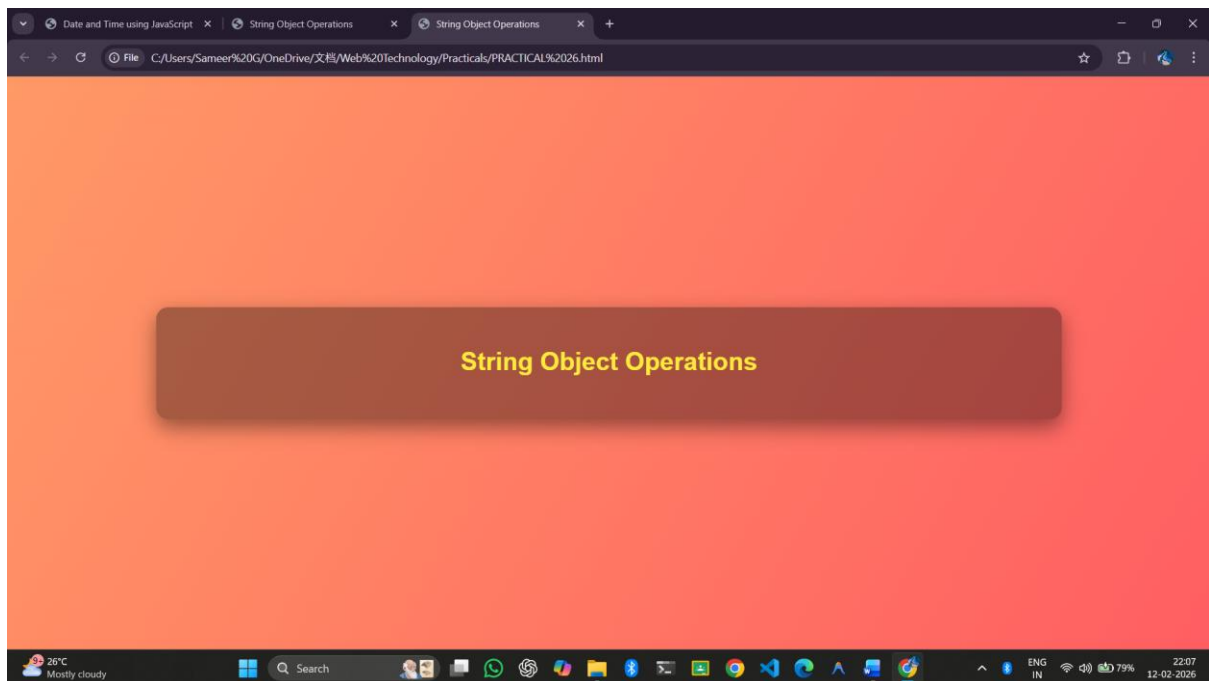 Date and Time using JavaScript
String Object Operations
String Object Operations
File C:/Users/Sameer%20G/OneDrive/文档/Web%20Technology/Practicals/PRACTICAL%2026.html
String Object Operations
9+ 26°C
Mostly cloudy
Search
ENG
IN
79%
22:07
12-02-2026